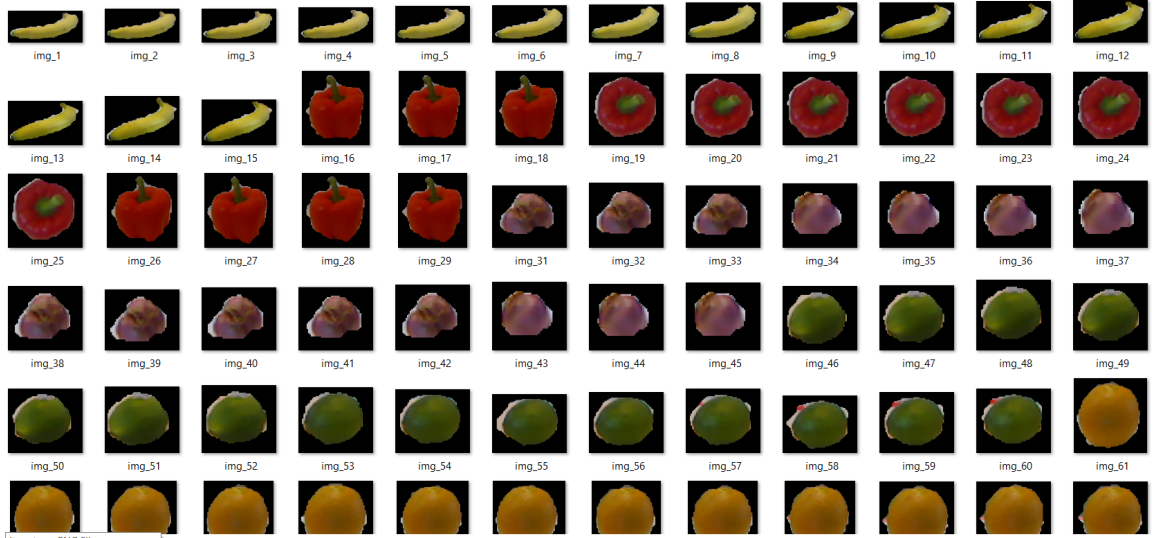 img_1 img_2 img_3 img_4 img_5 img_6 img_7 img_8 img_9 img_10 img_11 img_12
img_13 img_14 img_15 img_16 img_17 img_18 img_19 img_20 img_21 img_22 img_23 img_24
img_25 img_26 img_27 img_28 img_29 img_31 img_32 img_33 img_34 img_35 img_36 img_37
img_38 img_39 img_40 img_41 img_42 img_43 img_44 img_45 img_46 img_47 img_48 img_49
img_50 img_51 img_52 img_53 img_54 img_55 img_56 img_57 img_58 img_59 img_60 img_61